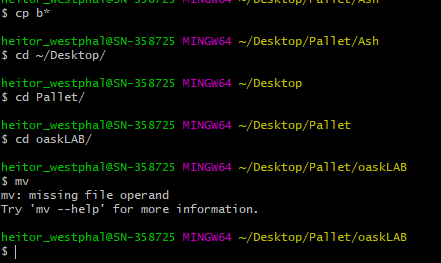 $ cp b*
heitor_westphal@SN-358725 MINGW64 ~/Desktop/Pallet/Ash
$ cd ~/Desktop/
heitor_westphal@SN-358725 MINGW64 ~/Desktop
$ cd Pallet/
heitor_westphal@SN-358725 MINGW64 ~/Desktop/Pallet
$ cd oaskLAB/
heitor_westphal@SN-358725 MINGW64 ~/Desktop/Pallet/oaskLAB
$ mv
mv: missing file operand
Try 'mv --help' for more information.
heitor_westphal@SN-358725 MINGW64 ~/Desktop/Pallet/oaskLAB
$